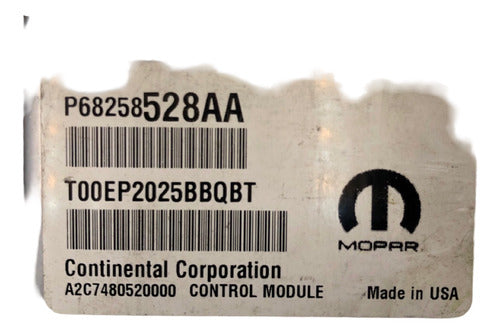 P68258528AA
T00EP2025BBQBT
MOPAR
Continental Corporation
A2C7480520000 CONTROL MODULE Made in USA